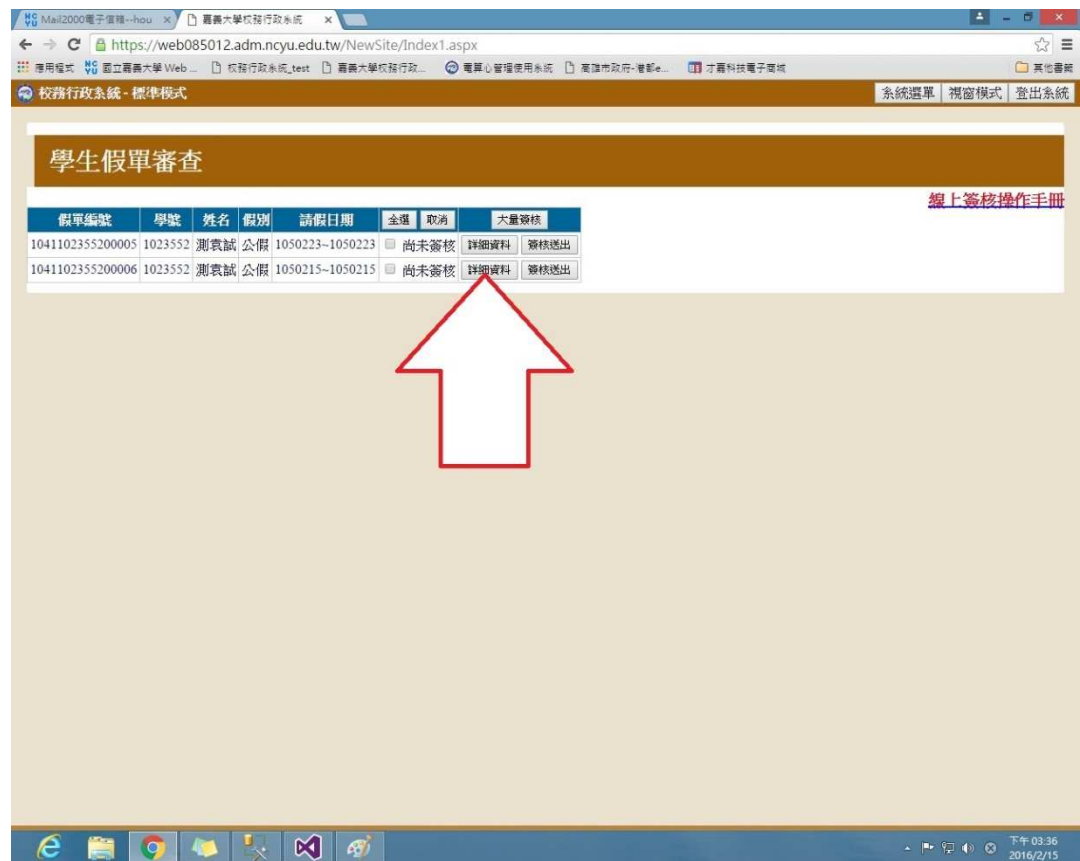 Mail2000電子信箱--hou
嘉義大學校務行政系統
https://web085012.adm.ncyu.edu.tw/NewSite/Index1.aspx
應用程式 國立嘉義大學 Web ... 校務行政系統_test 嘉義大學校務行政... 電算心管理使用系統 高雄市政府-港都e... 才嘉科技電子商城 其他書籤
校務行政系統 - 標準模式 系統選單 視窗模式 登出系統
學生假單審查
線上簽核操作手冊
假單編號 學號 姓名 假別 請假日期 全選 取消 大量簽核
1041102355200005 1023552 測袁誠 公假 1050223~1050223 尚未簽核 詳細資料 簽核送出
1041102355200006 1023552 測袁誠 公假 1050215~1050215 尚未簽核 詳細資料 簽核送出
下午 03:36
2016/2/15